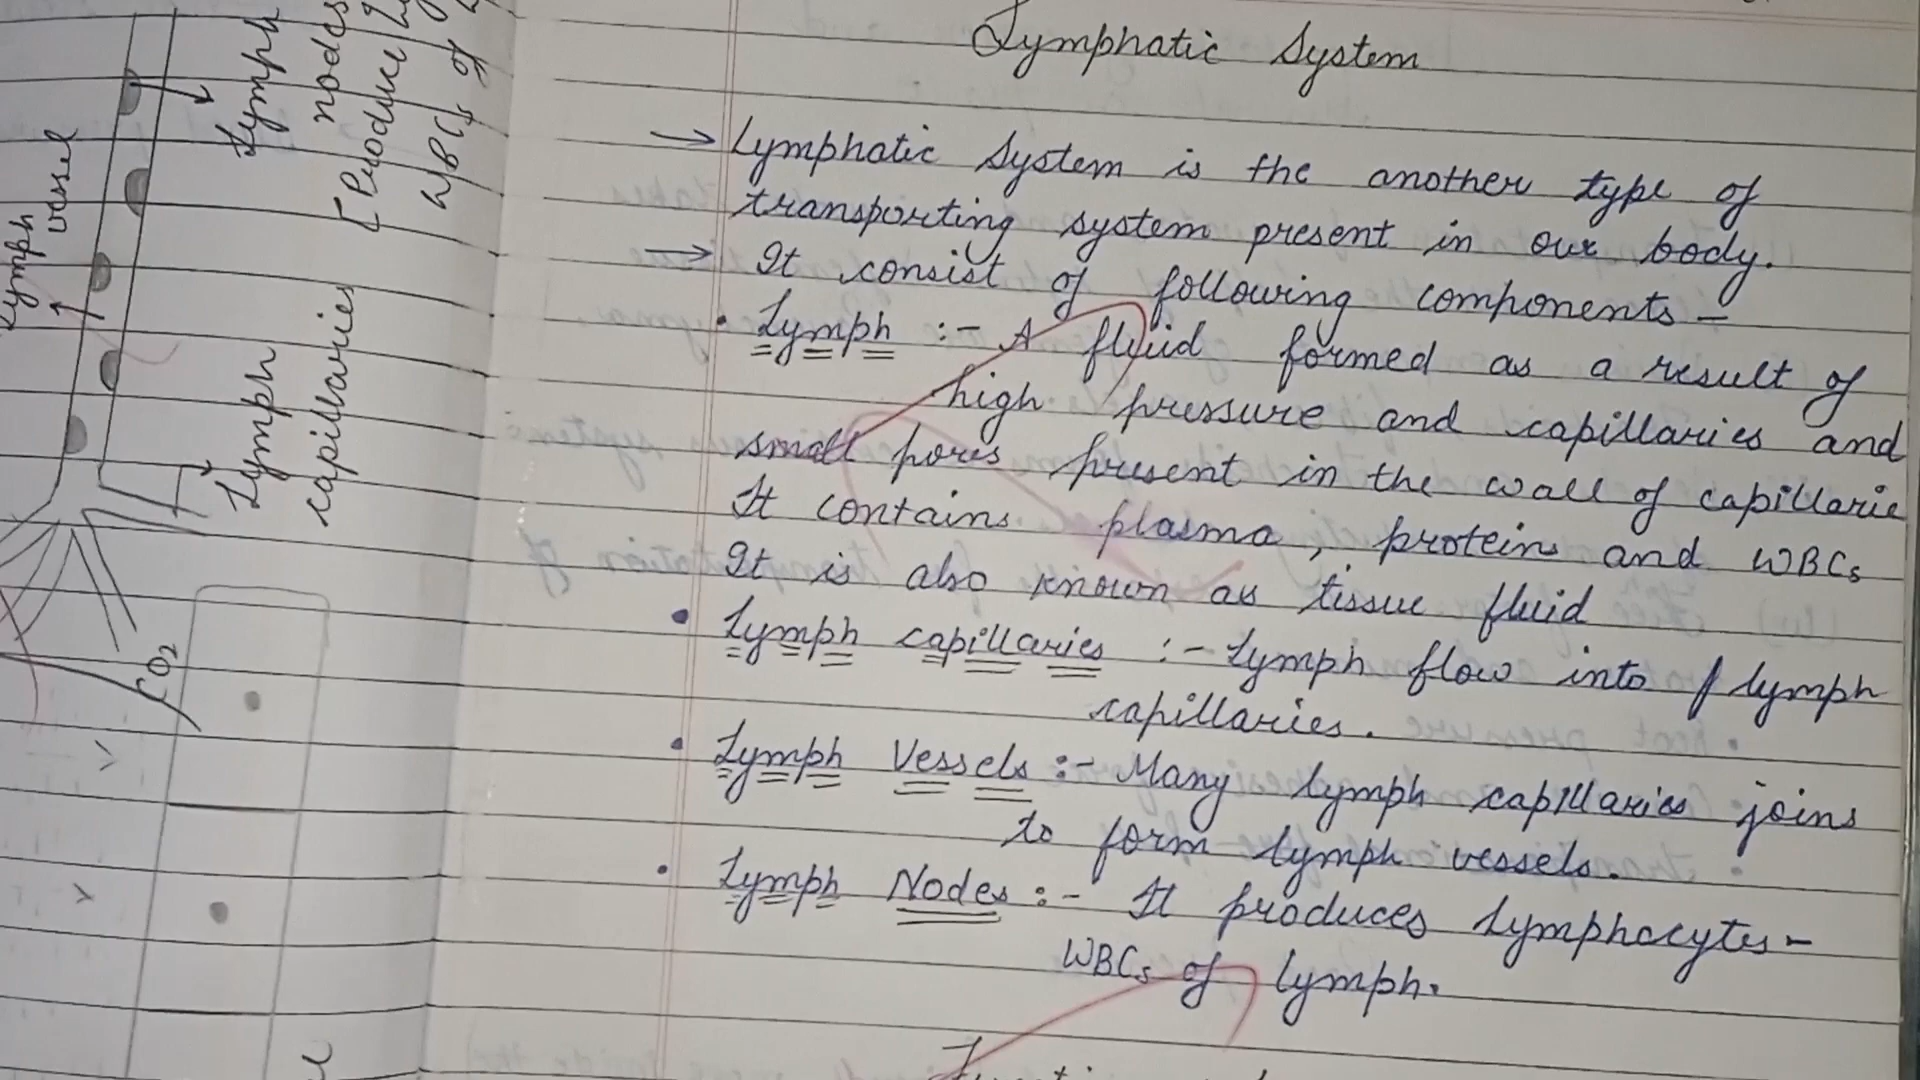 Lymphatic System
→ Lymphatic System is the another type of
transporting system present in our body.
→ It consist of following components -
• Lymph :- A fluid formed as a result of
high pressure and capillaries and
small pores present in the wall of capillarie
It contains plasma, protein and WBCs
It is also known as tissue fluid
• Lymph capillaries :- Lymph flow into lymph
capillaries.
• Lymph Vessels :- Many lymph capillaries joins
to form lymph vessels.
• Lymph Nodes :- It produces lymphocytes -
WBCs of lymph.
Lymph
nodes
[Produce
WBCs of
Lymph
vessel
Lymph
capillaries
CO2